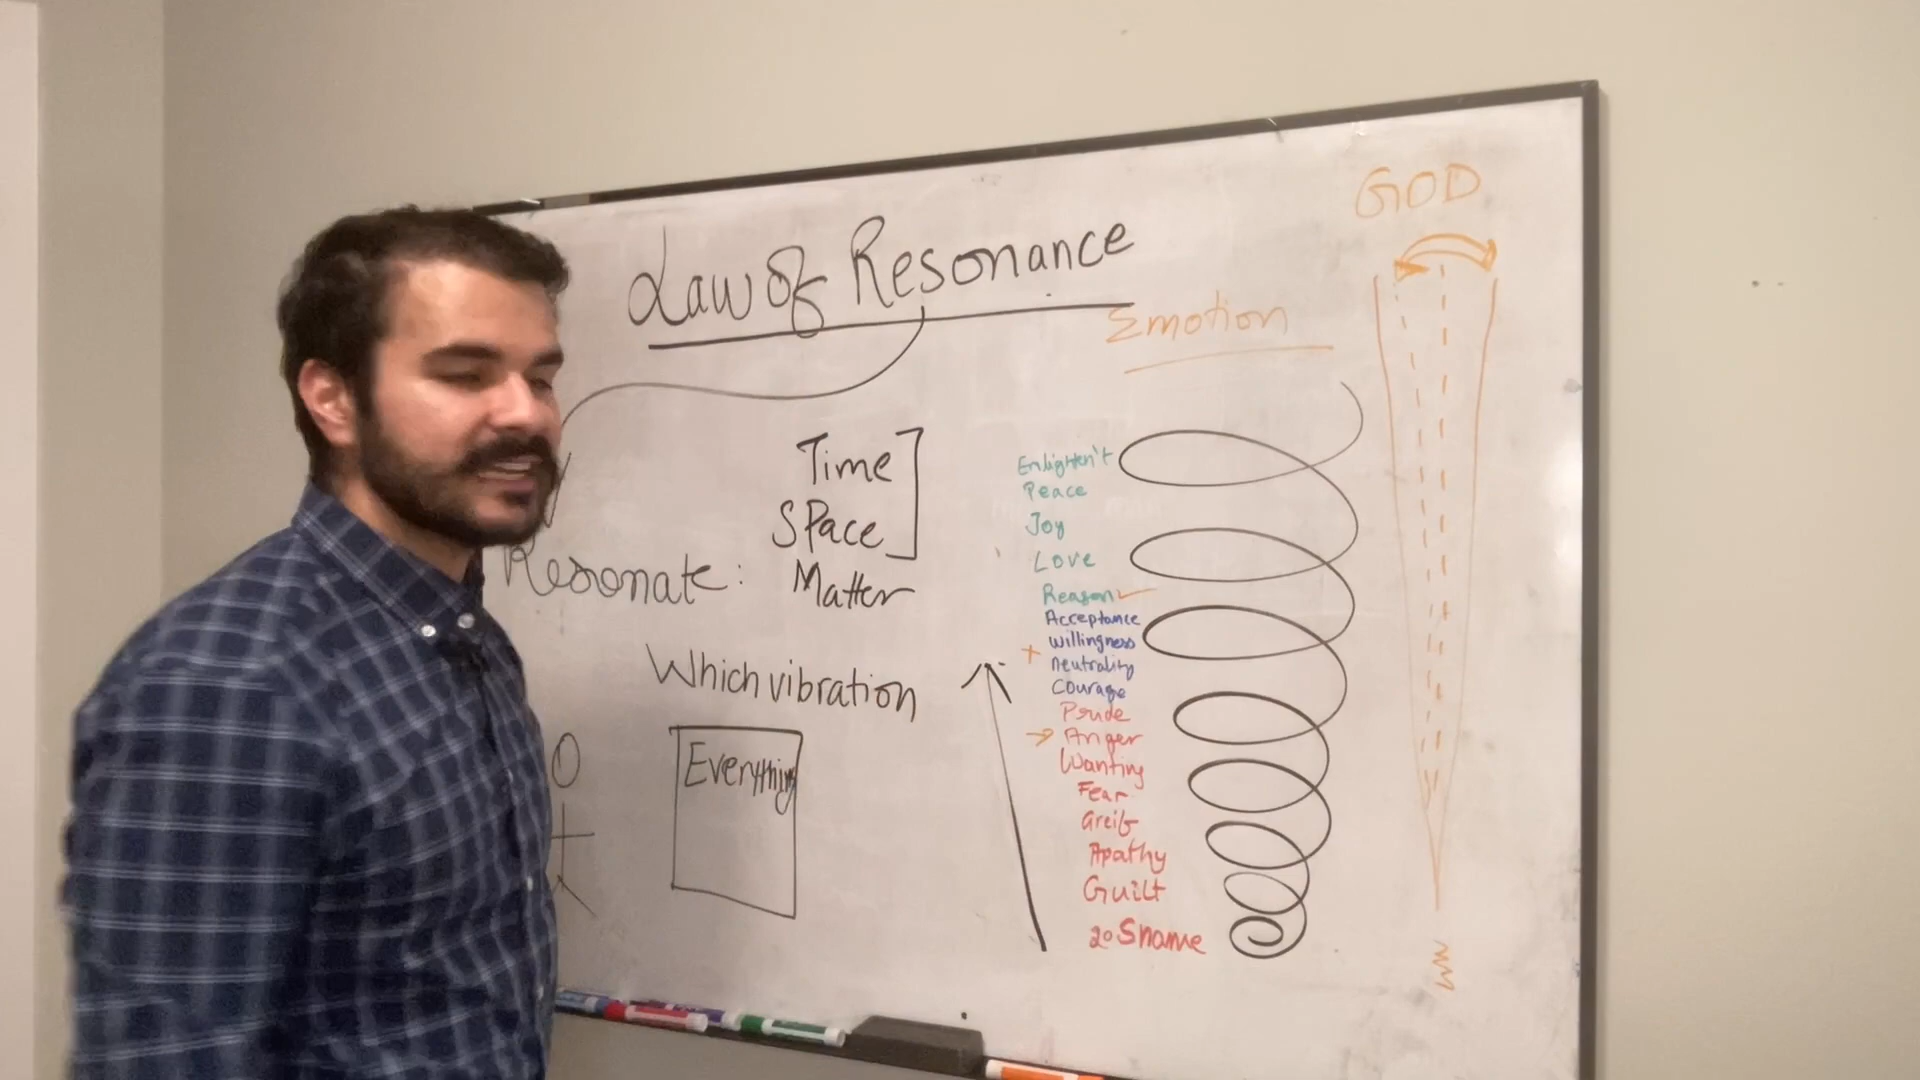 GOD
Law of Resonance
Emotion
Time
Space
Resonate:
Matter
Which vibration
Everything
Enlighten't
Peace
Joy
Love
Reason
Acceptance
Willingness
Neutrality
Courage
Pride
Anger
Wanting
Fear
Greif
Apathy
Guilt
20 Shame